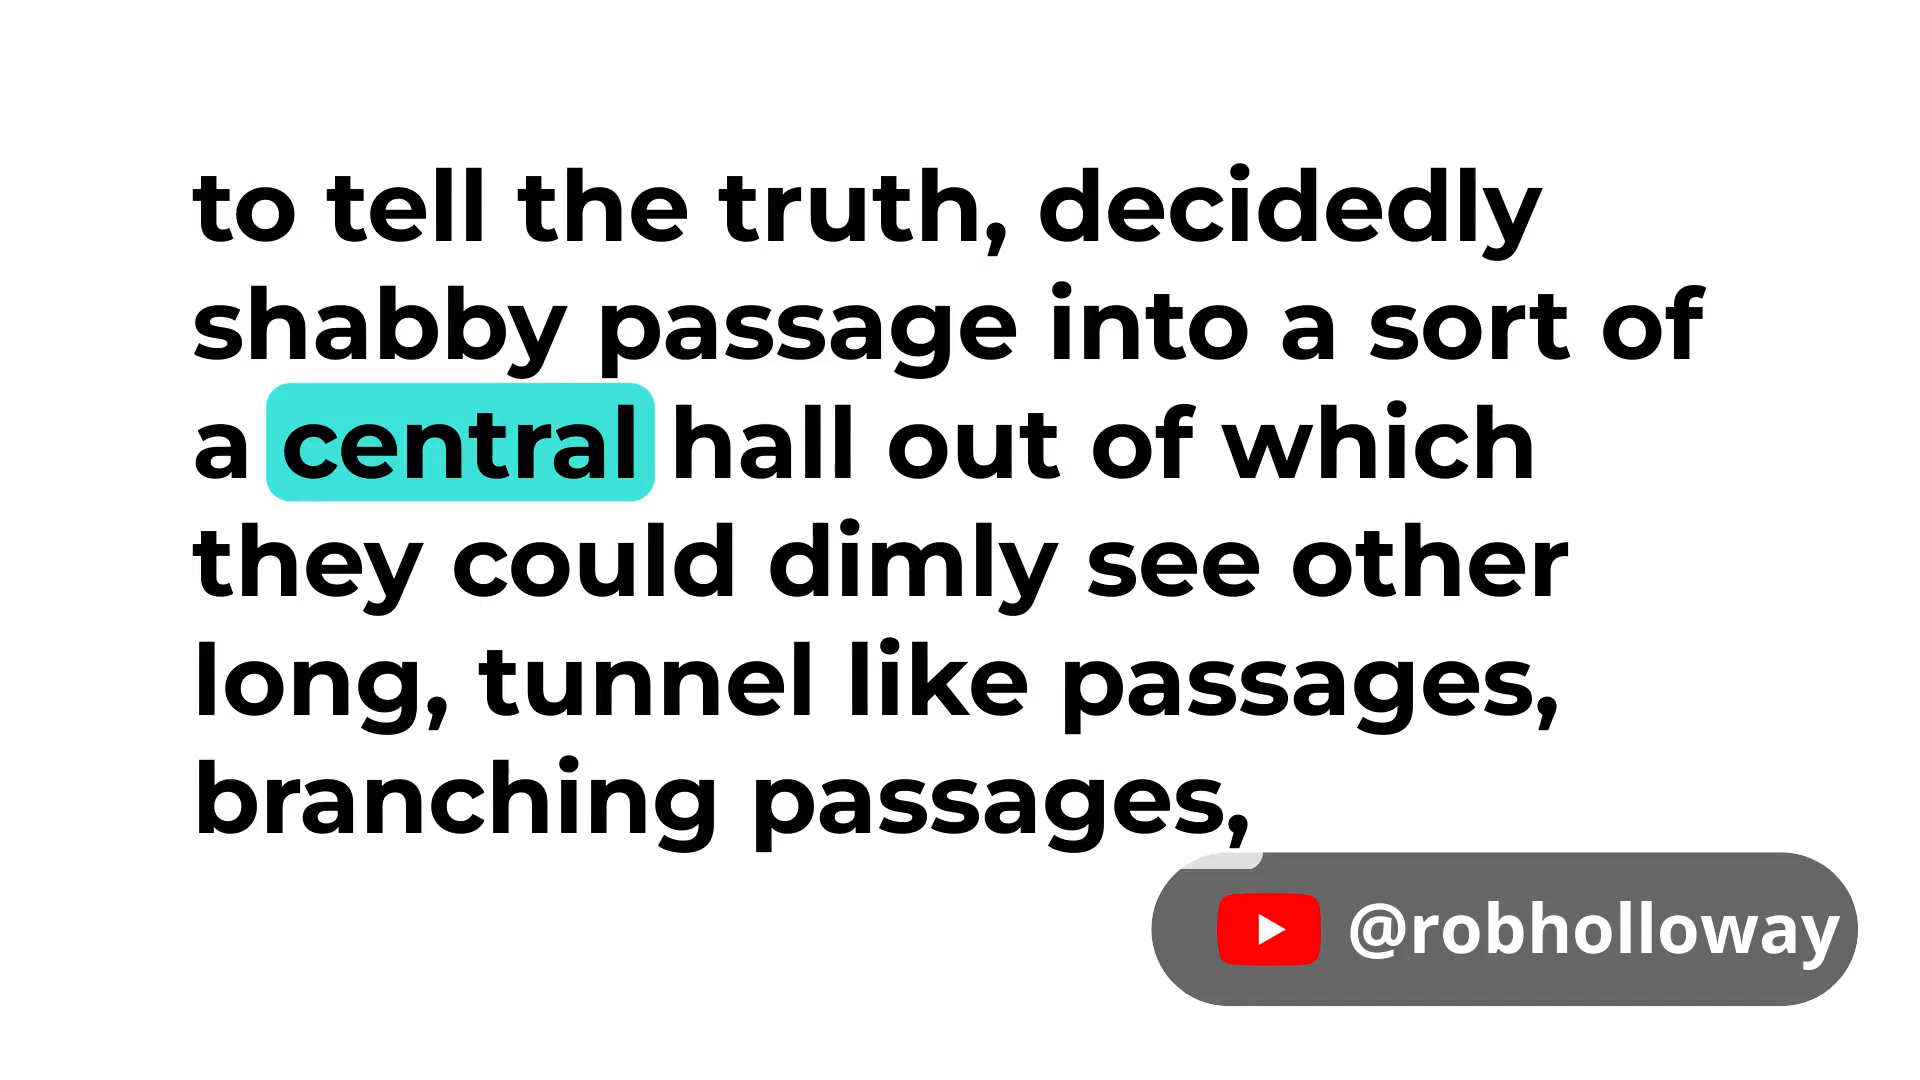 to tell the truth, decidedly
shabby passage into a sort of
a central hall out of which
they could dimly see other
long, tunnel like passages,
branching passages,
@robholloway